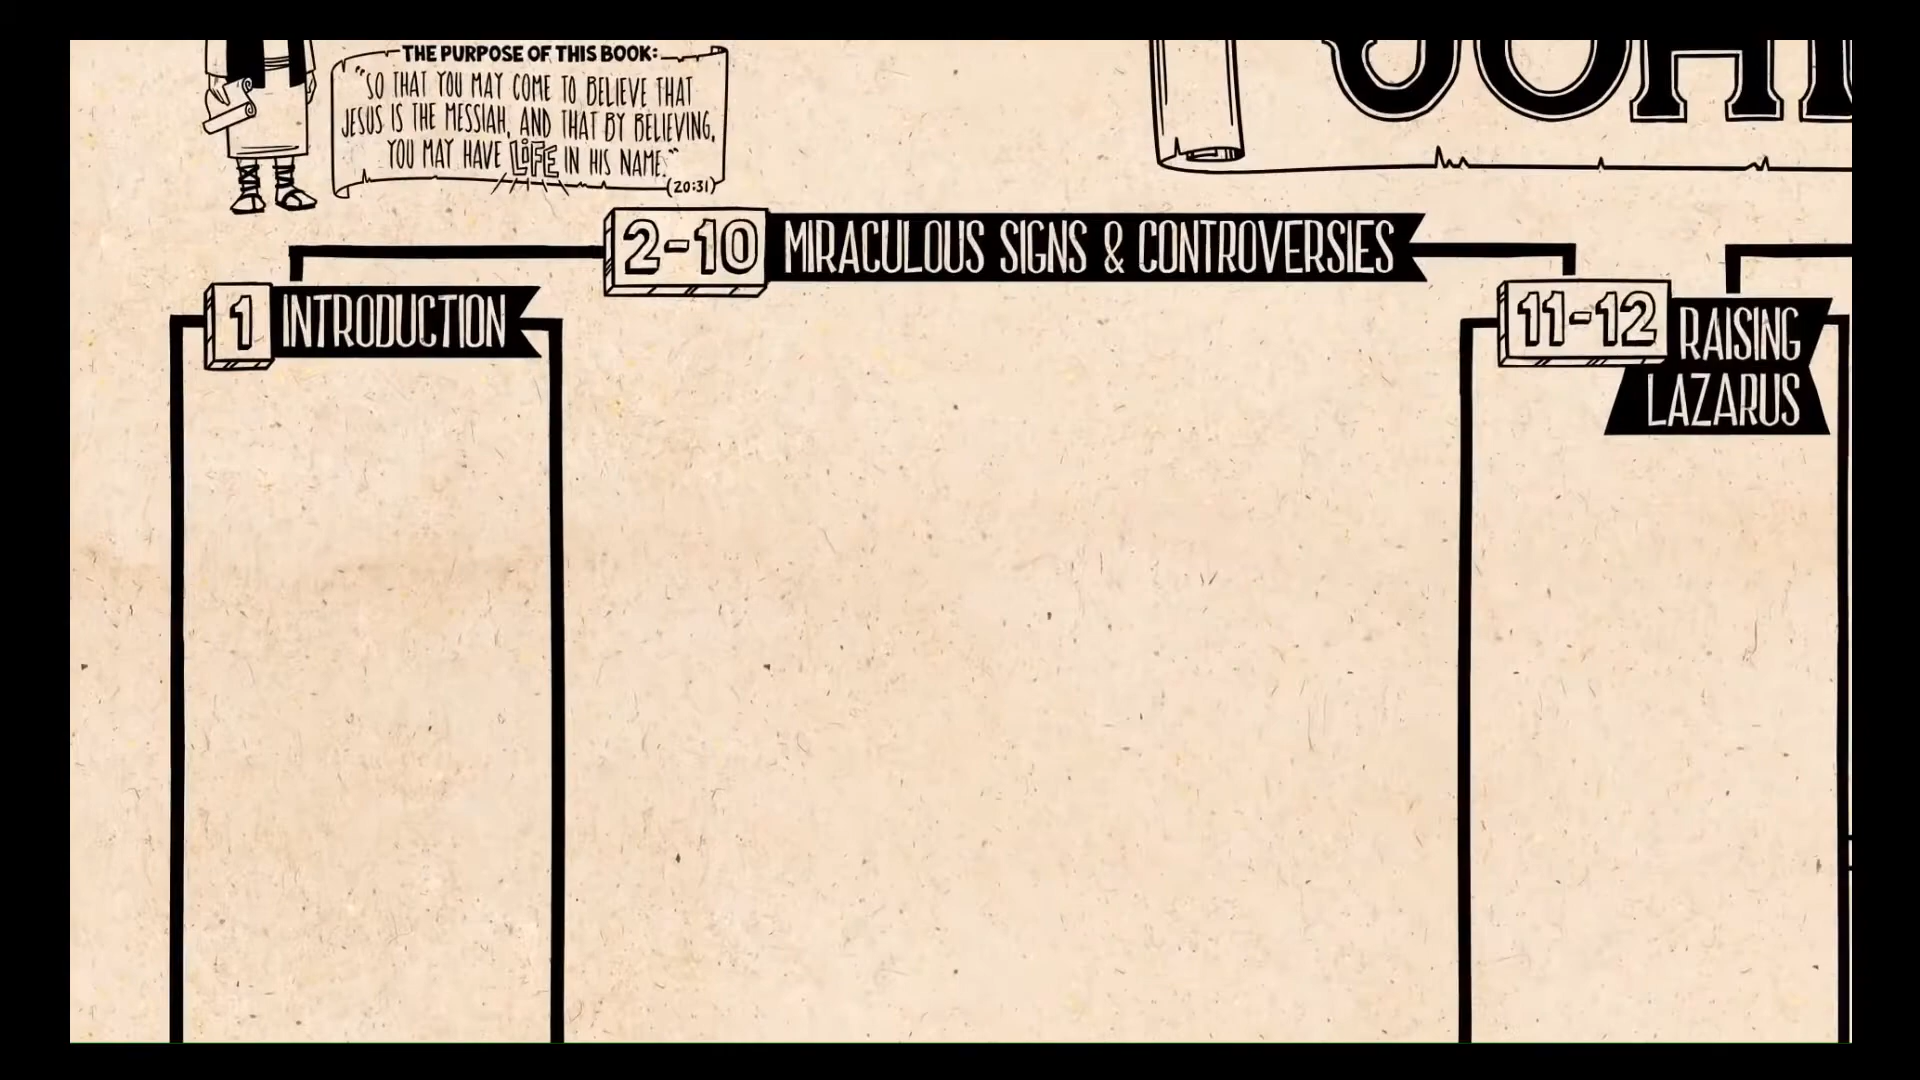 THE PURPOSE OF THIS BOOK:
"SO THAT YOU MAY COME TO BELIEVE THAT
JESUS IS THE MESSIAH, AND THAT BY BELIEVING,
YOU MAY HAVE LIFE IN HIS NAME."
(20:31)
JOH
2-10 MIRACULOUS SIGNS & CONTROVERSIES
1 INTRODUCTION
11-12 RAISING
LAZARUS